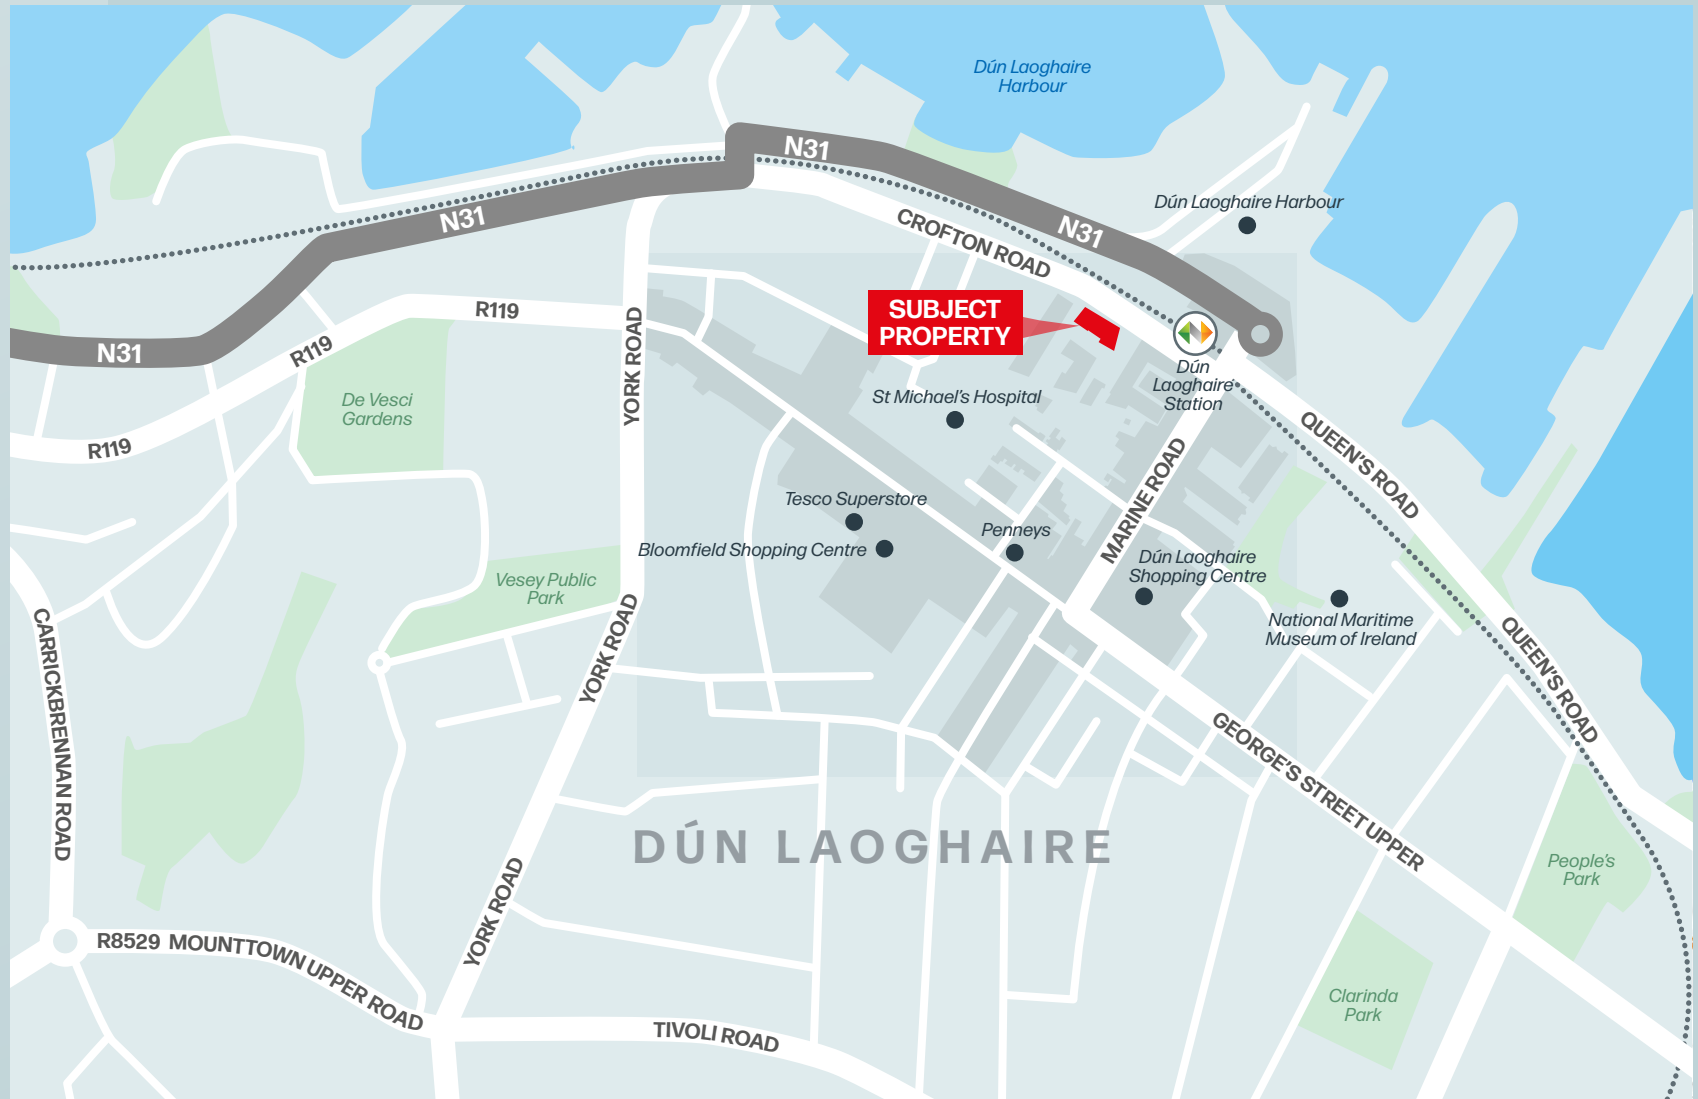 Dún Laoghaire
Harbour
N31
Dún Laoghaire Harbour
N31
N31
CROFTON ROAD
SUBJECT
PROPERTY
R119
YORK ROAD
N31
R119
Dún
Laoghaire
Station
De Vesci
Gardens
St Michael's Hospital
QUEEN'S ROAD
R119
MARINE ROAD
Tesco Superstore
Penneys
Bloomfield Shopping Centre
Dún Laoghaire
Shopping Centre
Vesey Public
Park
National Maritime
Museum of Ireland
YORK ROAD
QUEEN'S ROAD
CARRICKBRENNAN ROAD
GEORGE'S STREET UPPER
DÚN LAOGHAIRE
People's
Park
YORK ROAD
R8529 MOUNTTOWN UPPER ROAD
Clarinda
Park
TIVOLI ROAD